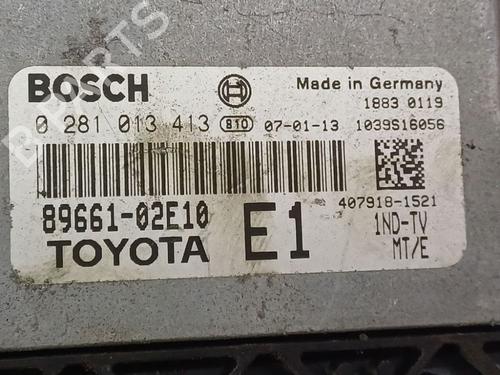 BOSCH
Made in Germany
1883 0119
0 281 013 413 B10 07-01-13 1039S16056
407918-1521
89661-02E10
E1
1ND-TV
TOYOTA
MT/E